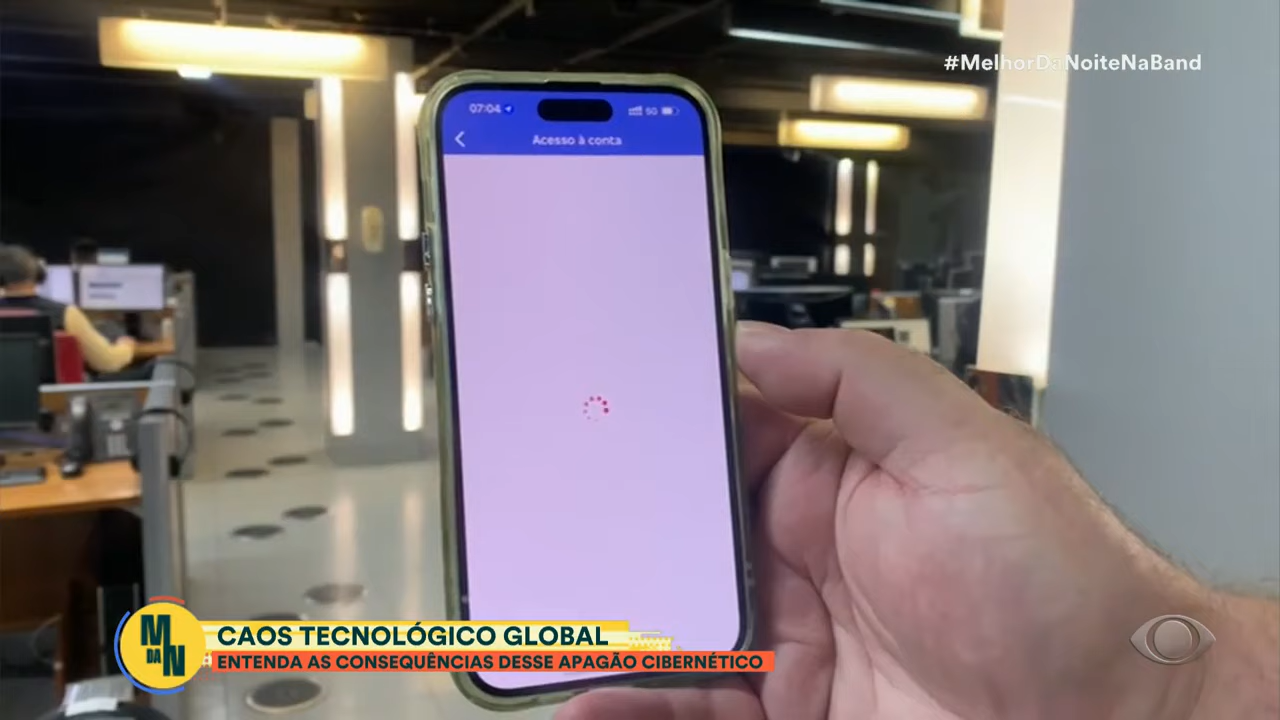 #MelhorDaNoiteNaBand
07:04
5G
Acesso à conta
M
DA
N
CAOS TECNOLÓGICO GLOBAL
ENTENDA AS CONSEQUÊNCIAS DESSE APAGÃO CIBERNÉTICO